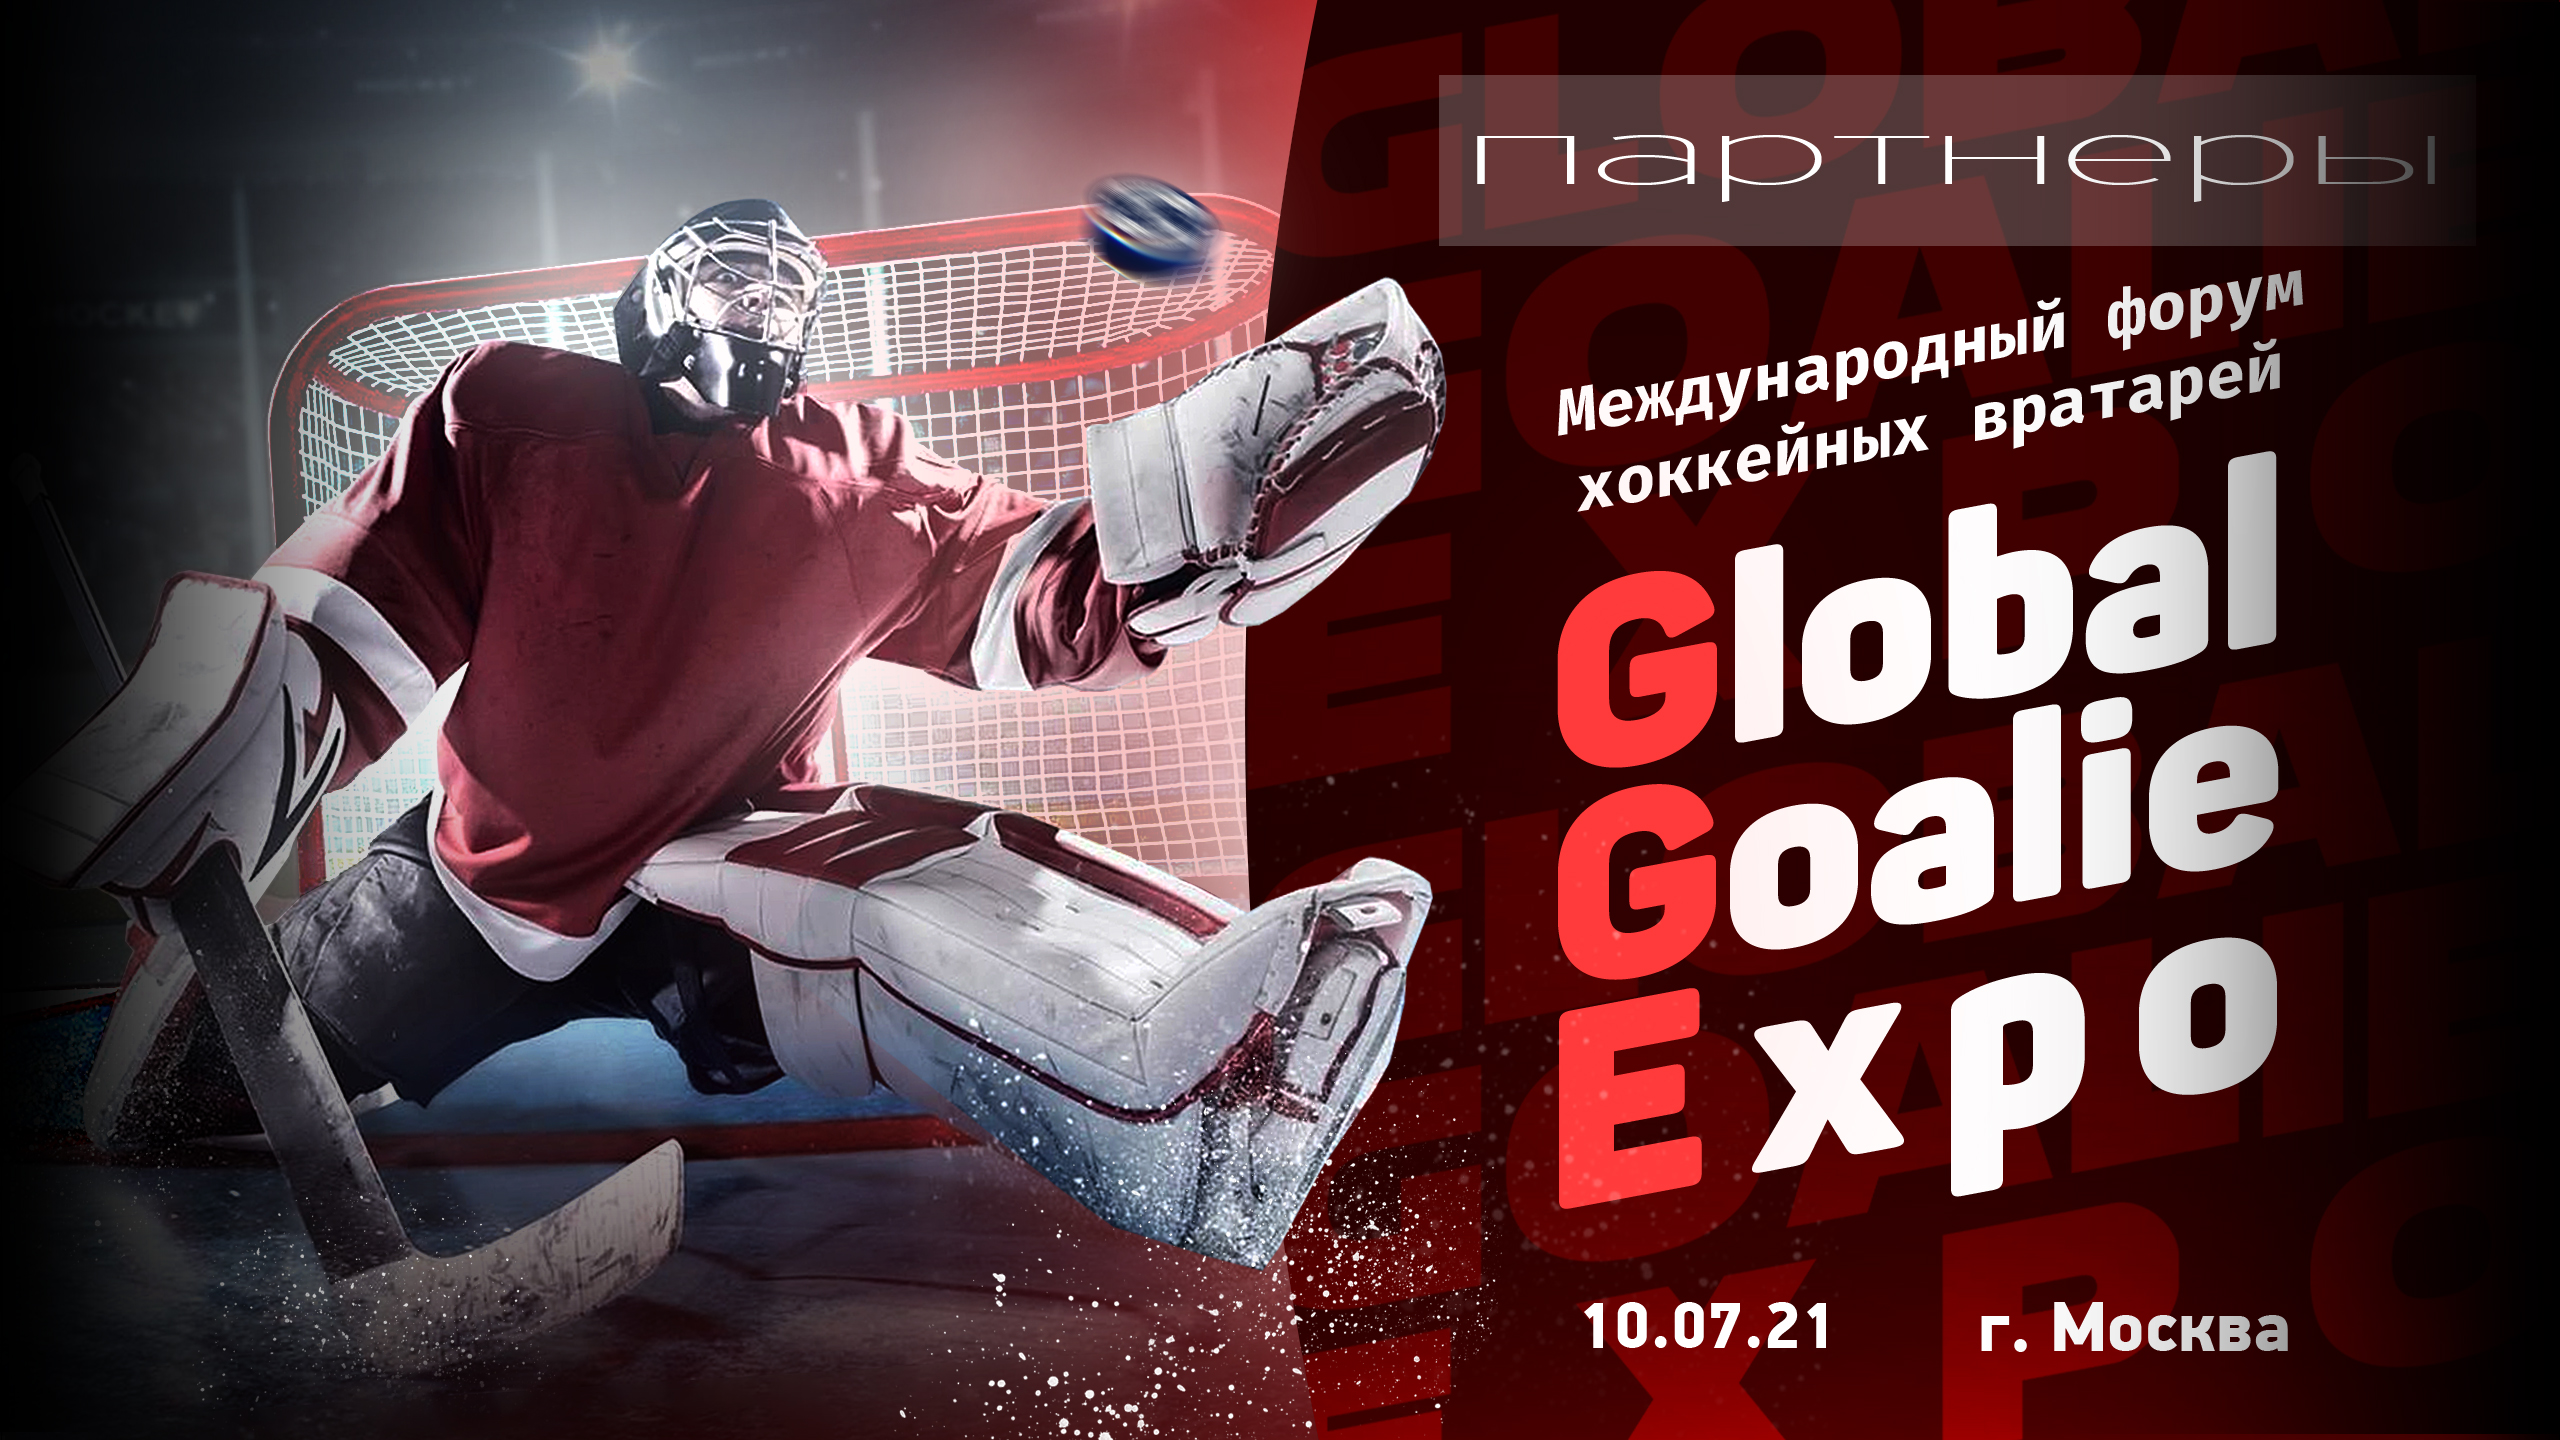 партнеры
Международный форум
хоккейных вратарей
Global
Goalie
Expo
10.07.21
г. Москва